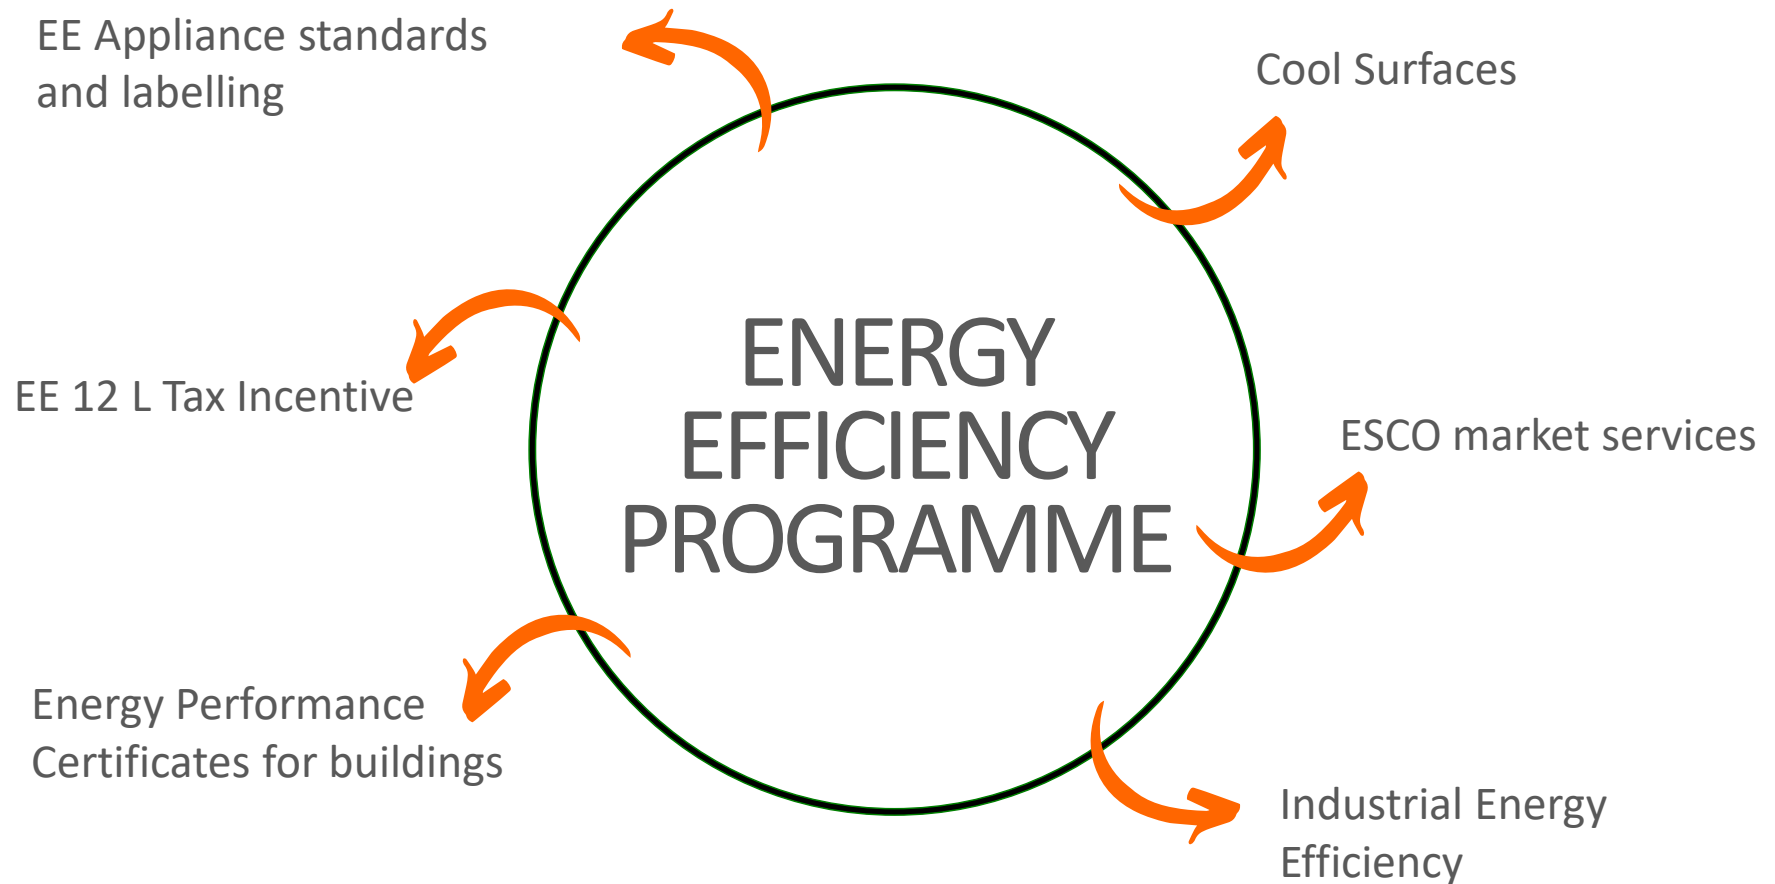 EE Appliance standards
and labelling
Cool Surfaces
EE 12 L Tax Incentive
ENERGY
EFFICIENCY
PROGRAMME
ESCO market services
Energy Performance
Certificates for buildings
Industrial Energy
Efficiency